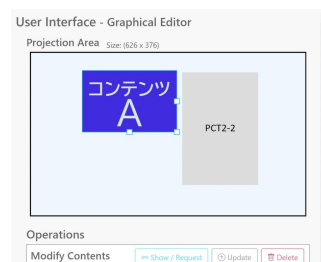 User Interface - Graphical Editor
Projection Area Size: (626 x 376)
コンテンツ
A
PCT2-2
Operations
Modify Contents Show / Request Update Delete